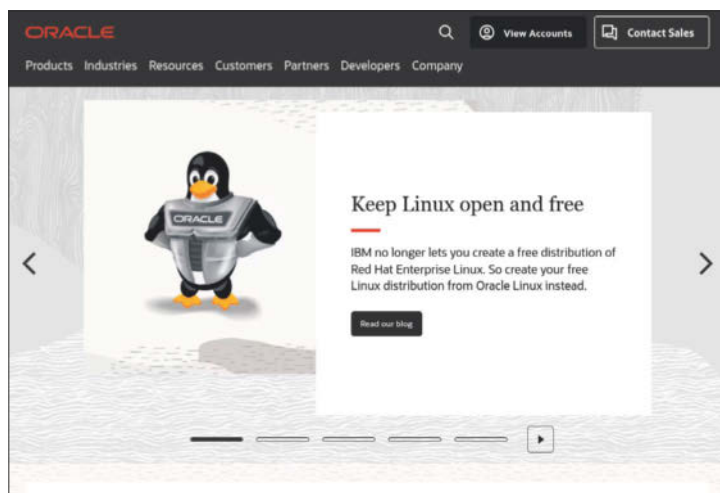 ORACLE
View Accounts
Contact Sales
Products Industries Resources Customers Partners Developers Company
ORACLE
Keep Linux open and free
IBM no longer lets you create a free distribution of
Red Hat Enterprise Linux. So create your free
Linux distribution from Oracle Linux instead.
Read our blog